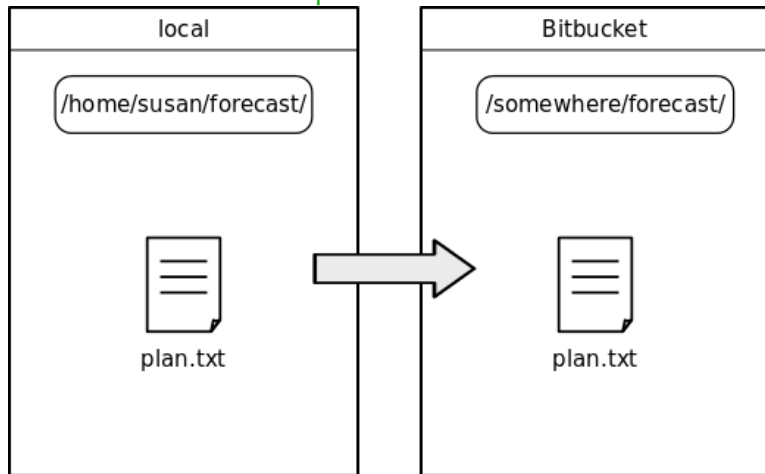 local
Bitbucket
/home/susan/forecast/
/somewhere/forecast/
plan.txt
plan.txt